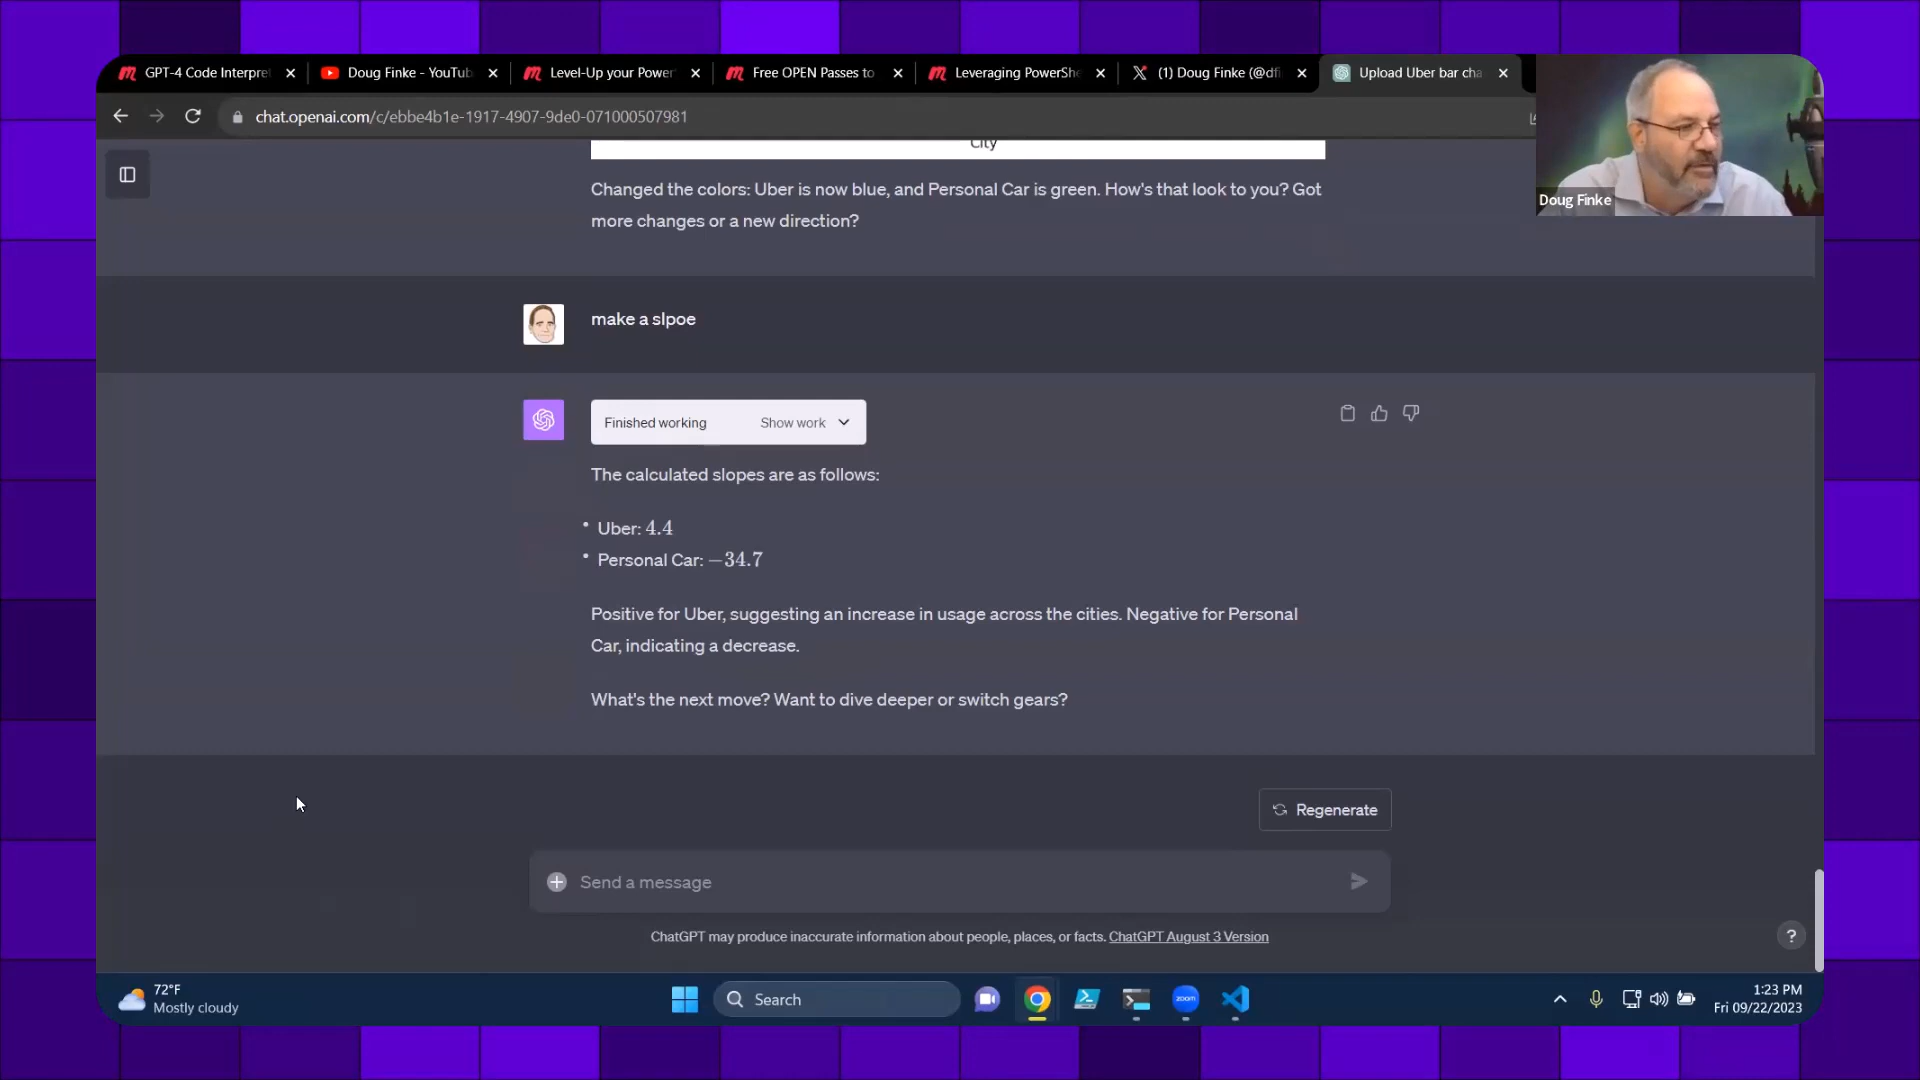 GPT-4 Code Interpre
Doug Finke - YouTub
Level-Up your Power
Free OPEN Passes to
Leveraging PowerShe
(1) Doug Finke (@dfi
Upload Uber bar cha
chat.openai.com/c/ebbe4b1e-1917-4907-9de0-071000507981
Doug Finke
City
Changed the colors: Uber is now blue, and Personal Car is green. How's that look to you? Got
more changes or a new direction?
make a slpoe
Finished working Show work
The calculated slopes are as follows:
• Uber: 4.4
• Personal Car: −34.7
Positive for Uber, suggesting an increase in usage across the cities. Negative for Personal
Car, indicating a decrease.
What's the next move? Want to dive deeper or switch gears?
Regenerate
Send a message
ChatGPT may produce inaccurate information about people, places, or facts. ChatGPT August 3 Version
?
72°F
Mostly cloudy
Search
zoom
1:23 PM
Fri 09/22/2023